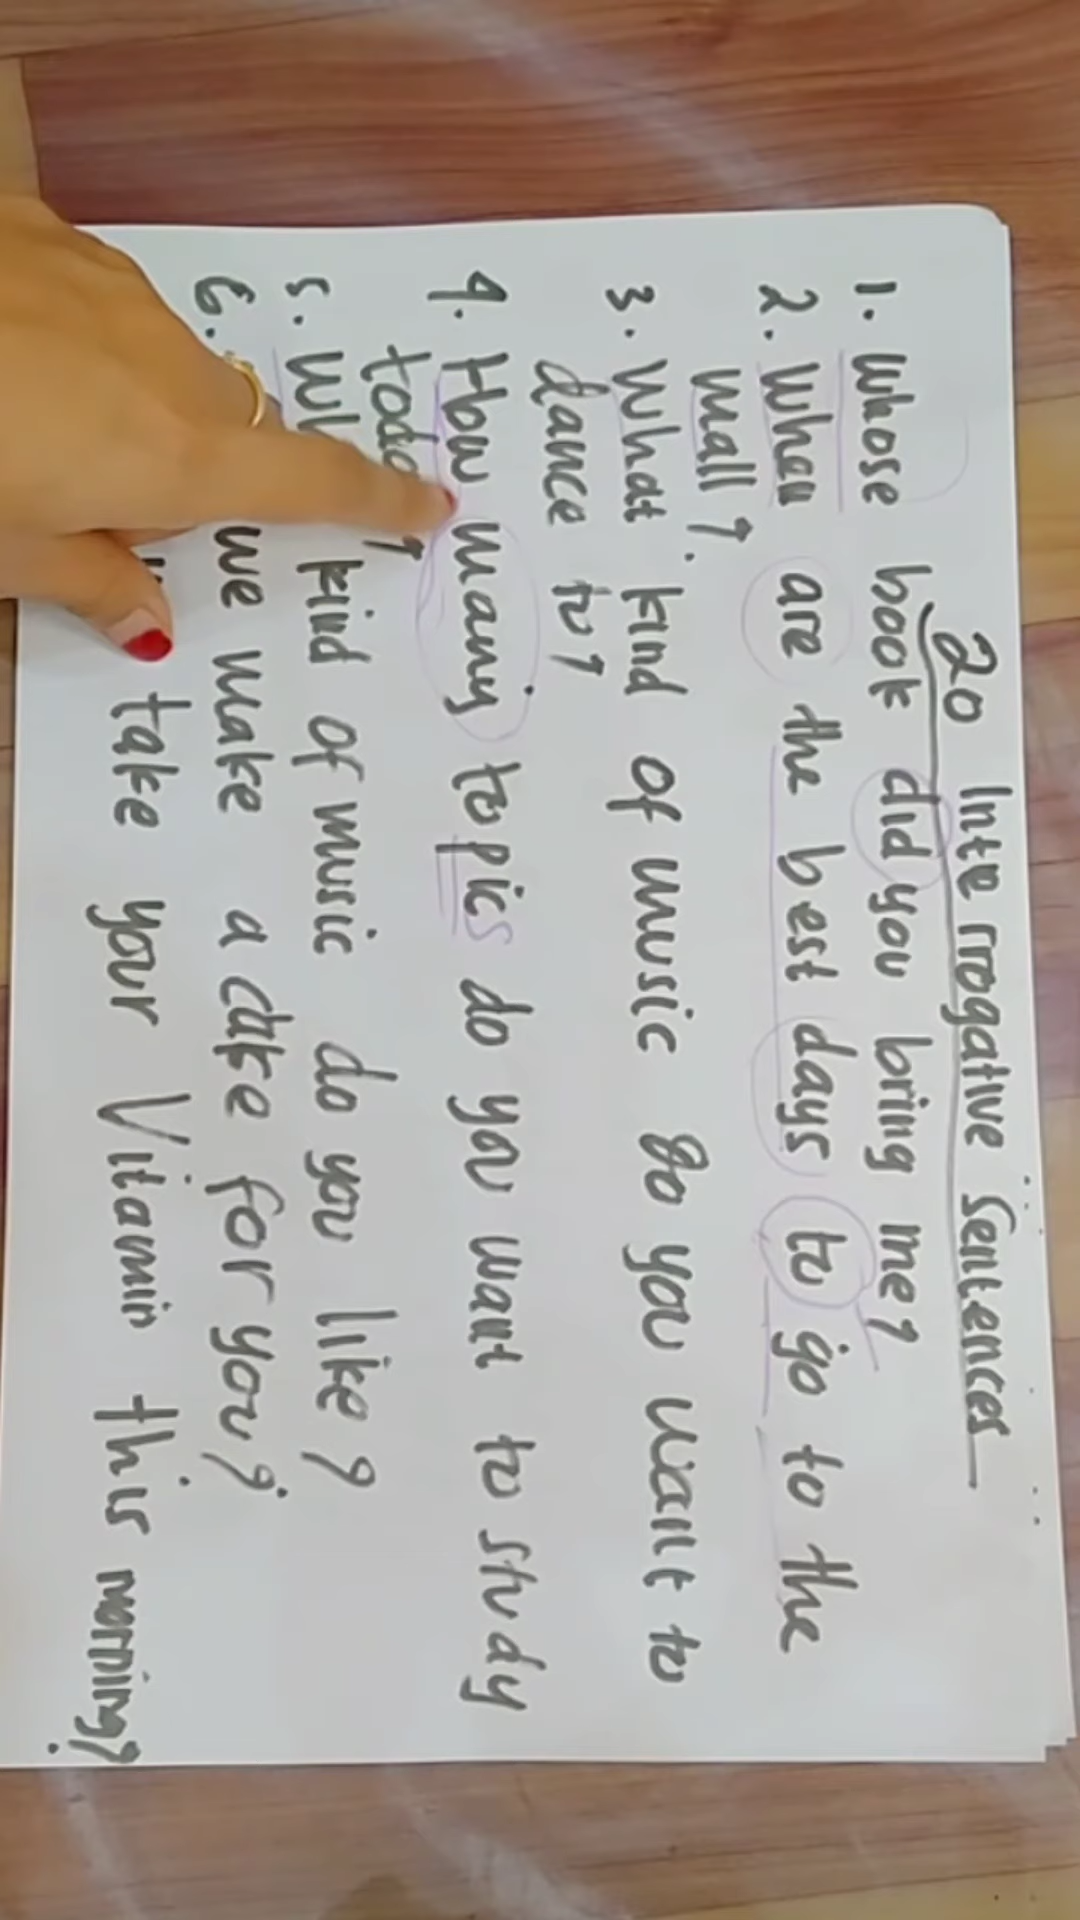 20 Interrogative Sentences
1. Whose book did you bring me?
2. When are the best days to go to the
mall?
3. What kind of music do you want to
dance to?
4. How many topics do you want to study
toda ?
5. Wh kind of music do you like?
6. we make a cake for you?
take your Vitamin this morning?